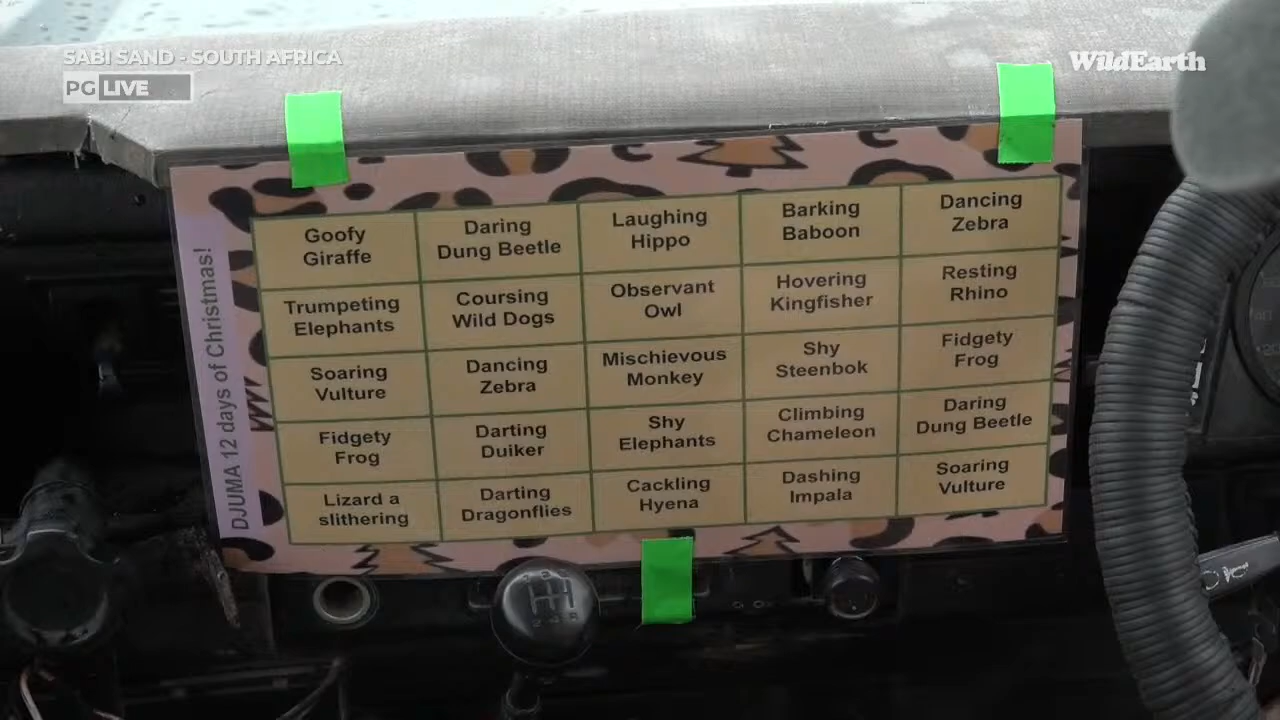 SABI SAND - SOUTH AFRICA
PG LIVE
WildEarth
DJUMA 12 days of Christmas!
Goofy
Giraffe
Daring
Dung Beetle
Laughing
Hippo
Barking
Baboon
Dancing
Zebra
Trumpeting
Elephants
Coursing
Wild Dogs
Observant
Owl
Hovering
Kingfisher
Resting
Rhino
Soaring
Vulture
Dancing
Zebra
Mischievous
Monkey
Shy
Steenbok
Fidgety
Frog
Fidgety
Frog
Darting
Duiker
Shy
Elephants
Climbing
Chameleon
Daring
Dung Beetle
Lizard a
slithering
Darting
Dragonflies
Cackling
Hyena
Dashing
Impala
Soaring
Vulture